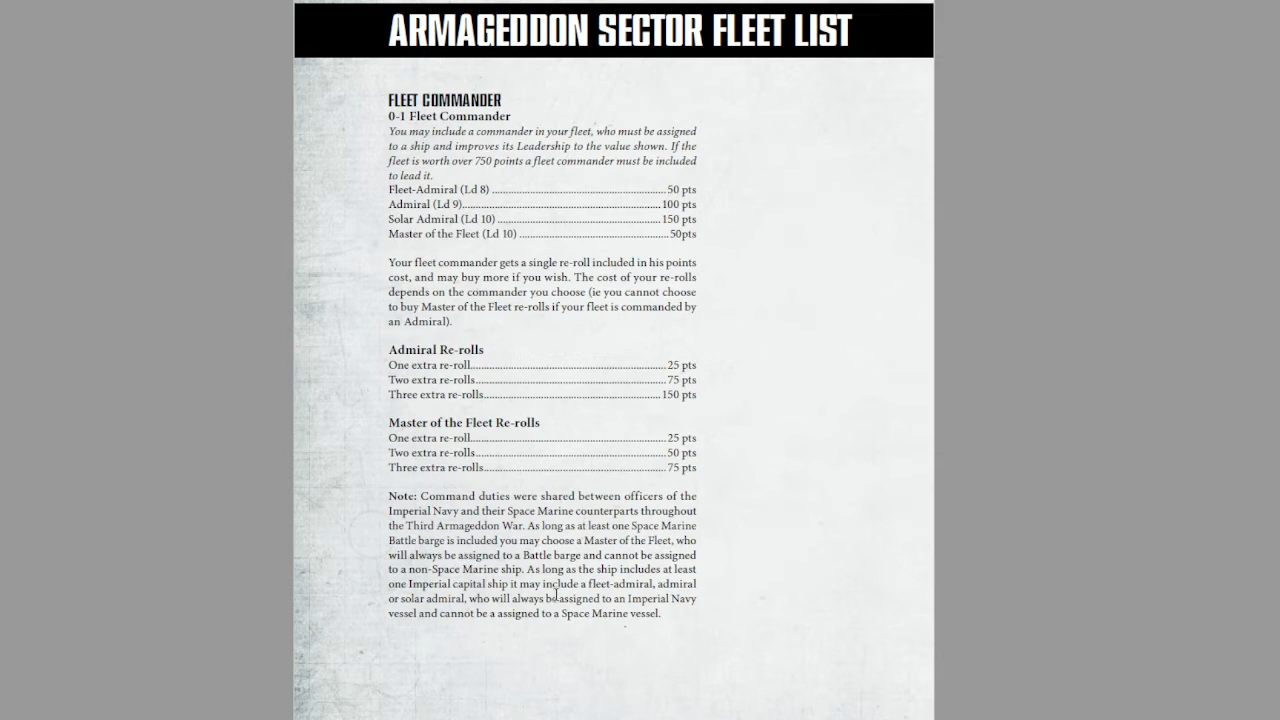 ARMAGEDDON SECTOR FLEET LIST
FLEET COMMANDER
0-1 Fleet Commander
You may include a commander in your fleet, who must be assigned
to a ship and improves its Leadership to the value shown. If the
fleet is worth over 750 points a fleet commander must be included
to lead it.
Fleet-Admiral (Ld 8) ................................................................ 50 pts
Admiral (Ld 9)........................................................................ 100 pts
Solar Admiral (Ld 10) ............................................................ 150 pts
Master of the Fleet (Ld 10) ...................................................... 50pts
Your fleet commander gets a single re-roll included in his points
cost, and may buy more if you wish. The cost of your re-rolls
depends on the commander you choose (ie you cannot choose
to buy Master of the Fleet re-rolls if your fleet is commanded by
an Admiral).
Admiral Re-rolls
One extra re-roll...................................................................... 25 pts
Two extra re-rolls.................................................................... 75 pts
Three extra re-rolls................................................................ 150 pts
Master of the Fleet Re-rolls
One extra re-roll...................................................................... 25 pts
Two extra re-rolls .................................................................... 50 pts
Three extra re-rolls.................................................................. 75 pts
Note: Command duties were shared between officers of the
Imperial Navy and their Space Marine counterparts throughout
the Third Armageddon War. As long as at least one Space Marine
Battle barge is included you may choose a Master of the Fleet, who
will always be assigned to a Battle barge and cannot be assigned
to a non-Space Marine ship. As long as the ship includes at least
one Imperial capital ship it may include a fleet-admiral, admiral
or solar admiral, who will always be assigned to an Imperial Navy
vessel and cannot be a assigned to a Space Marine vessel.